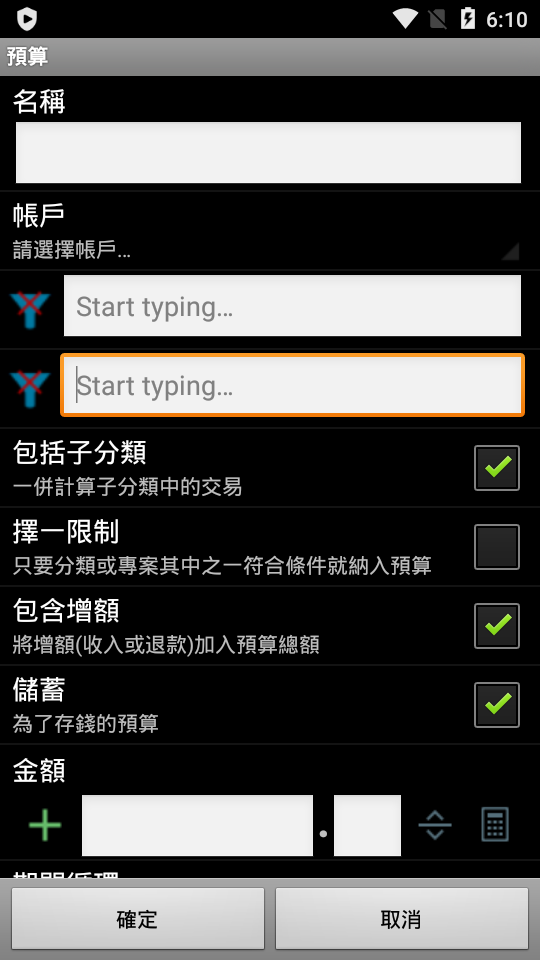 6:10
預算
名稱
帳戶
請選擇帳戶...
Start typing...
Start typing...
包括子分類
一併計算子分類中的交易
擇一限制
只要分類或專案其中之一符合條件就納入預算
包含增額
將增額(收入或退款)加入預算總額
儲蓄
為了存錢的預算
金額
.
確定
取消